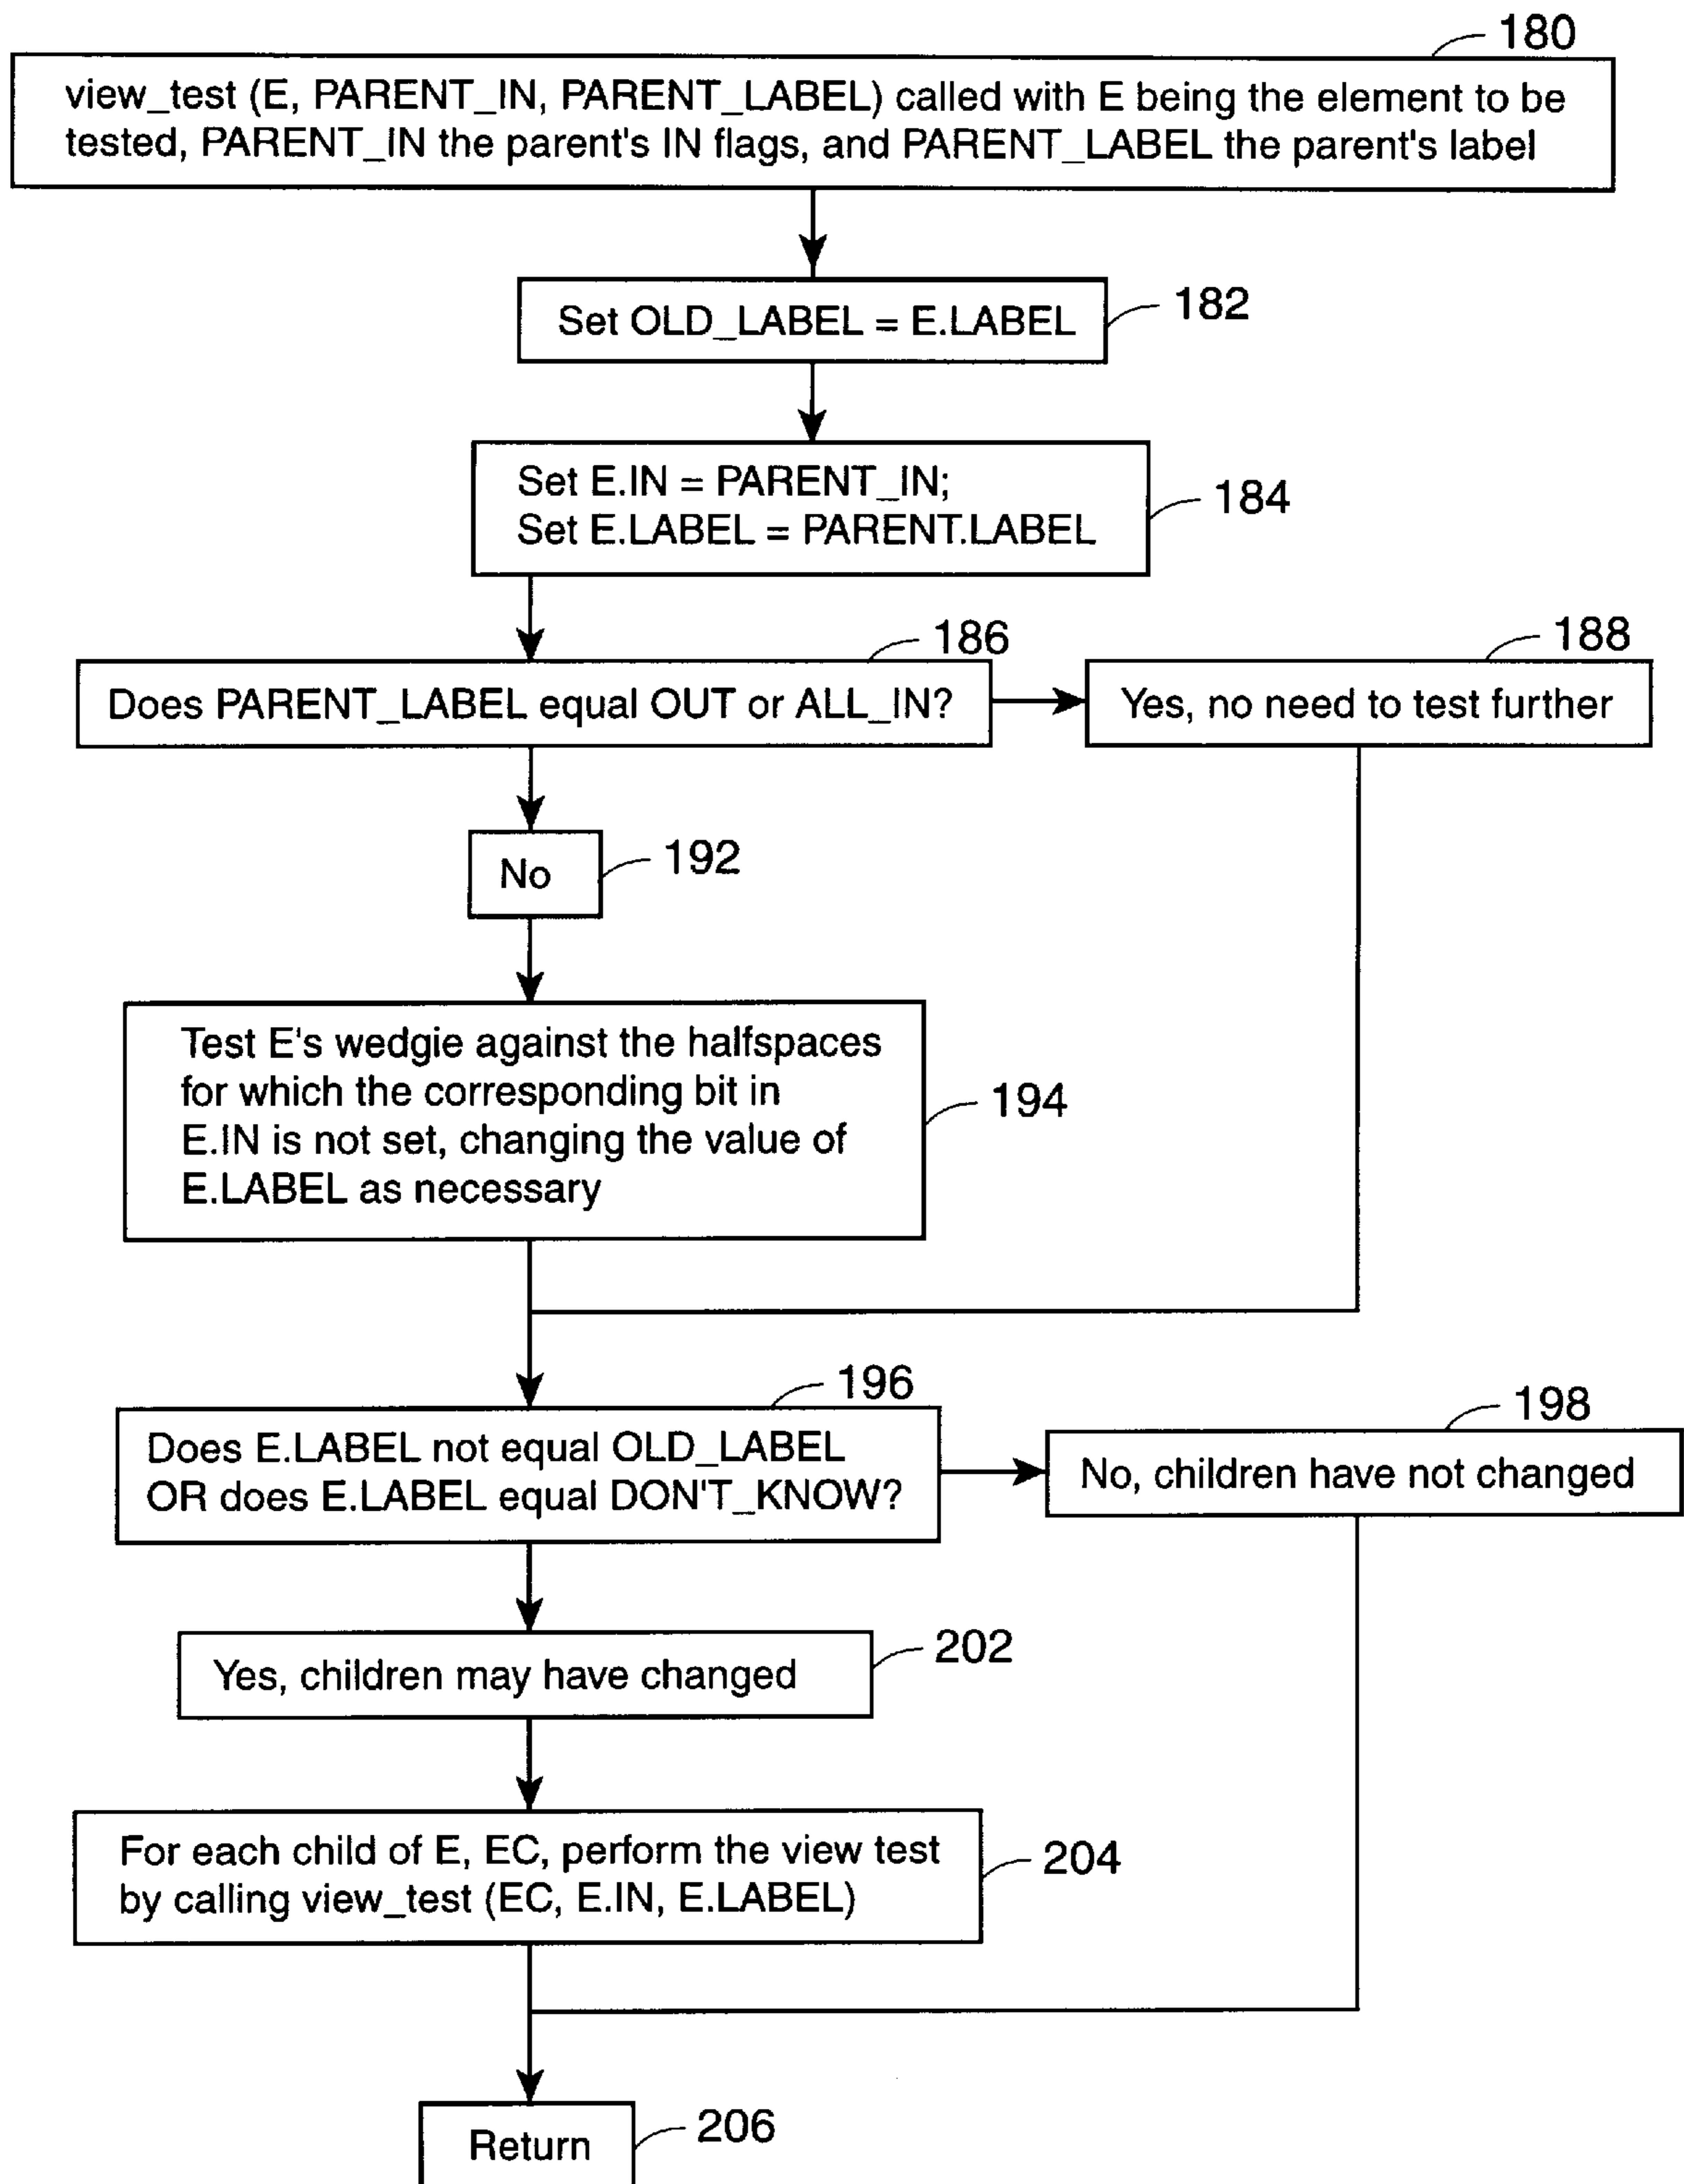 180
view_test (E, PARENT_IN, PARENT_LABEL) called with E being the element to be
tested, PARENT_IN the parent's IN flags, and PARENT_LABEL the parent's label
Set OLD_LABEL = E.LABEL
182
Set E.IN = PARENT_IN;
Set E.LABEL = PARENT.LABEL
184
186
Does PARENT_LABEL equal OUT or ALL_IN?
188
Yes, no need to test further
No
192
Test E's wedgie against the halfspaces
for which the corresponding bit in
E.IN is not set, changing the value of
E.LABEL as necessary
194
196
Does E.LABEL not equal OLD_LABEL
OR does E.LABEL equal DON'T_KNOW?
198
No, children have not changed
Yes, children may have changed
202
For each child of E, EC, perform the view test
by calling view_test (EC, E.IN, E.LABEL)
204
Return
206